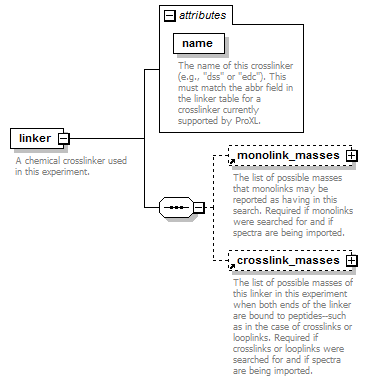 attributes
name
The name of this crosslinker
(e.g., "dss" or "edc"). This
must match the abbr field in
the linker table for a
crosslinker currently
supported by ProXL.
linker
A chemical crosslinker used
in this experiment.
monolink_masses
The list of possible masses
that monolinks may be
reported as having in this
search. Required if monolinks
were searched for and if
spectra are being imported.
crosslink_masses
The list of possible masses of
this linker in this experiment
when both ends of the linker
are bound to peptides--such
as in the case of crosslinks or
looplinks. Required if
crosslinks or looplinks were
searched for and if spectra
are being imported.